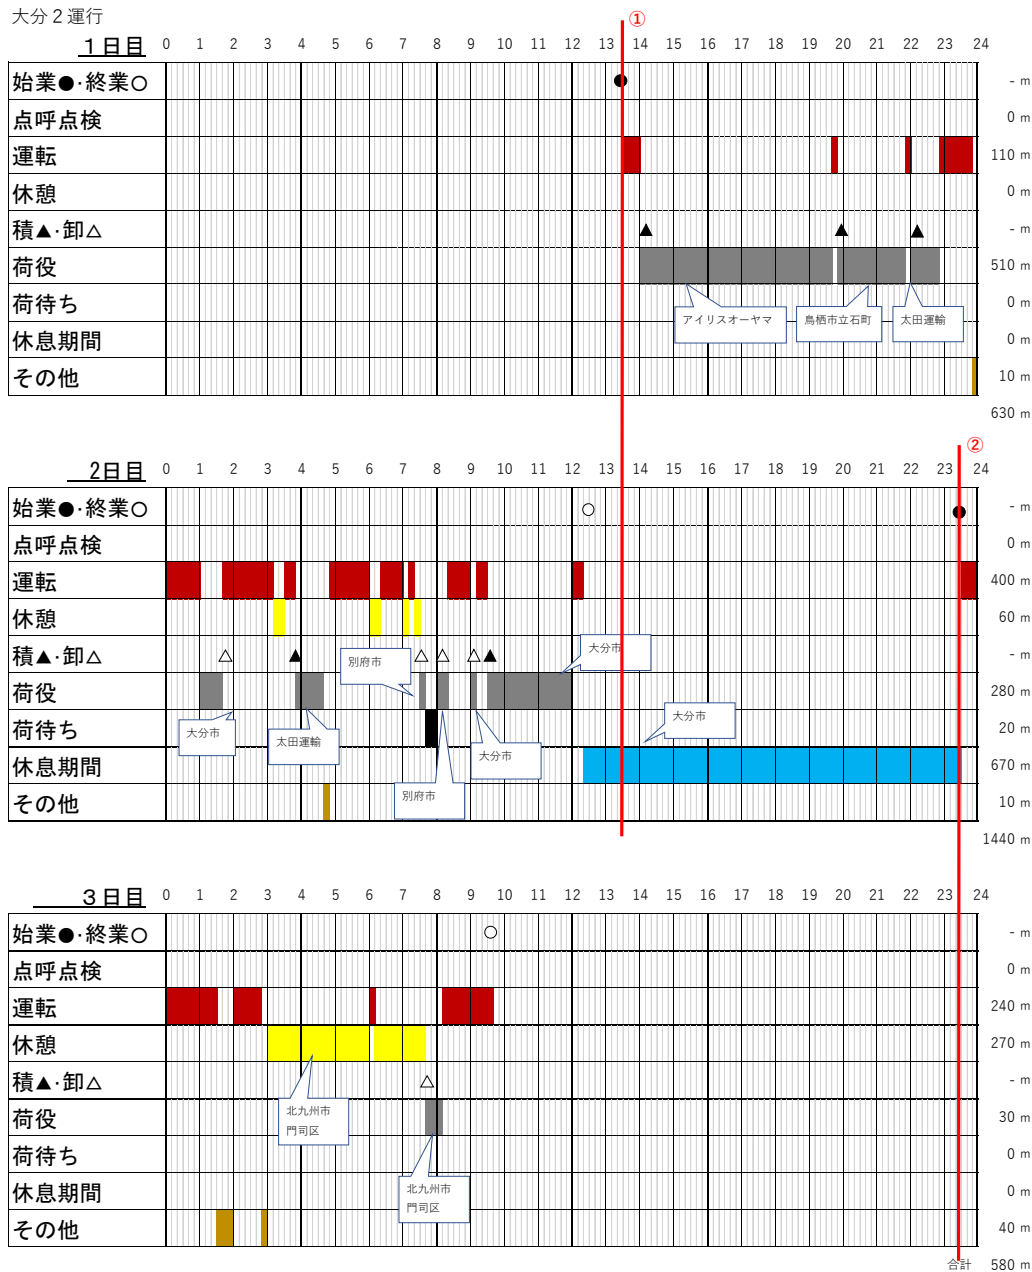 大分２運行
①
１日目 0 1 2 3 4 5 6 7 8 9 10 11 12 13 14 15 16 17 18 19 20 21 22 23 24
始業●・終業○ - m
点呼点検 0 m
運転 110 m
休憩 0 m
積▲・卸△ - m
荷役 510 m
荷待ち 0 m
アイリスオーヤマ 鳥栖市立石町 太田運輸
休息期間 0 m
その他 10 m
630 m
②
2日目 0 1 2 3 4 5 6 7 8 9 10 11 12 13 14 15 16 17 18 19 20 21 22 23 24
始業●・終業○ - m
点呼点検 0 m
運転 400 m
休憩 60 m
積▲・卸△ - m
大分市
別府市
荷役 280 m
大分市
荷待ち 20 m
大分市
太田運輸
大分市
休息期間 670 m
別府市
その他 10 m
1440 m
３日目 0 1 2 3 4 5 6 7 8 9 10 11 12 13 14 15 16 17 18 19 20 21 22 23 24
始業●・終業○ - m
点呼点検 0 m
運転 240 m
休憩 270 m
積▲・卸△ - m
北九州市
門司区
荷役 30 m
荷待ち 0 m
休息期間 0 m
北九州市
門司区
その他 40 m
合計 580 m